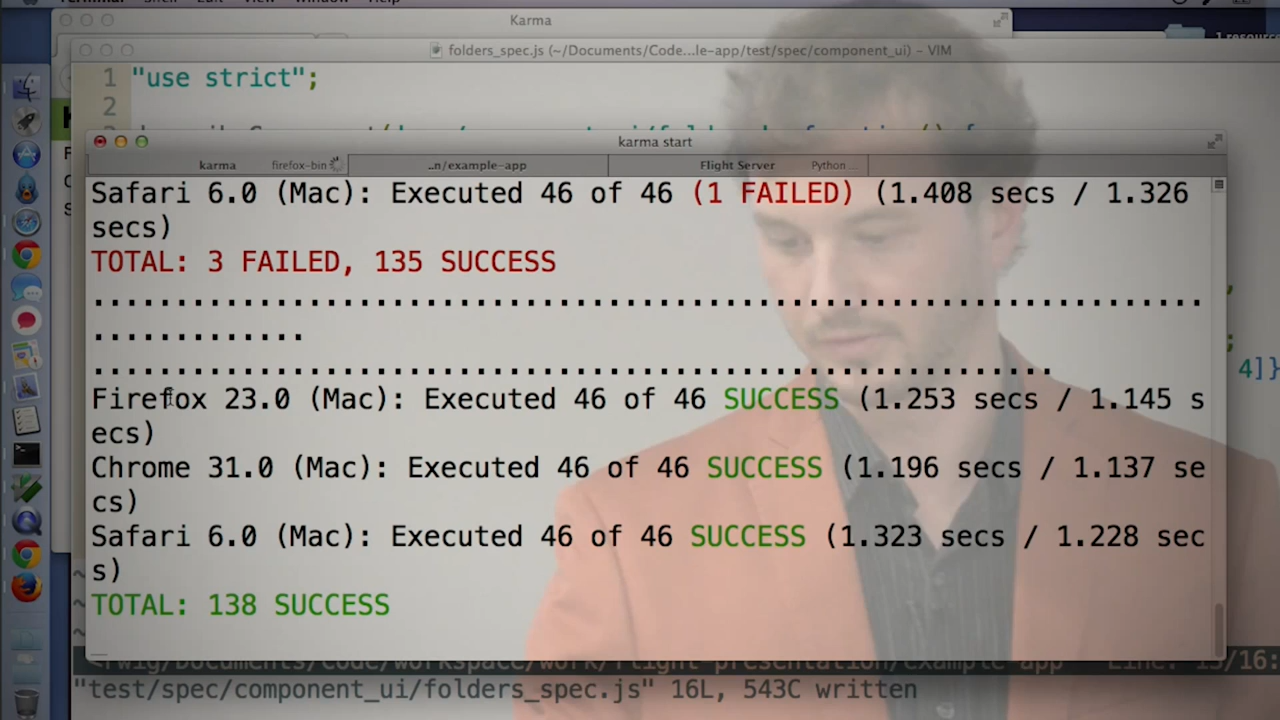 Karma
folders_spec.js (~/Documents/Code...le-app/test/spec/component_ui) – VIM
1 "use strict";
2
karma start
karma firefox-bin ..n/example-app Flight Server Python ...
Safari 6.0 (Mac): Executed 46 of 46 (1 FAILED) (1.408 secs / 1.326
secs)
TOTAL: 3 FAILED, 135 SUCCESS
...................................................................
.............
..........................................................
Firefox 23.0 (Mac): Executed 46 of 46 SUCCESS (1.253 secs / 1.145 s
ecs)
4]}
Chrome 31.0 (Mac): Executed 46 of 46 SUCCESS (1.196 secs / 1.137 se
cs)
Safari 6.0 (Mac): Executed 46 of 46 SUCCESS (1.323 secs / 1.228 sec
s)
TOTAL: 138 SUCCESS
"test/spec/component_ui/folders_spec.js" 16L, 543C written